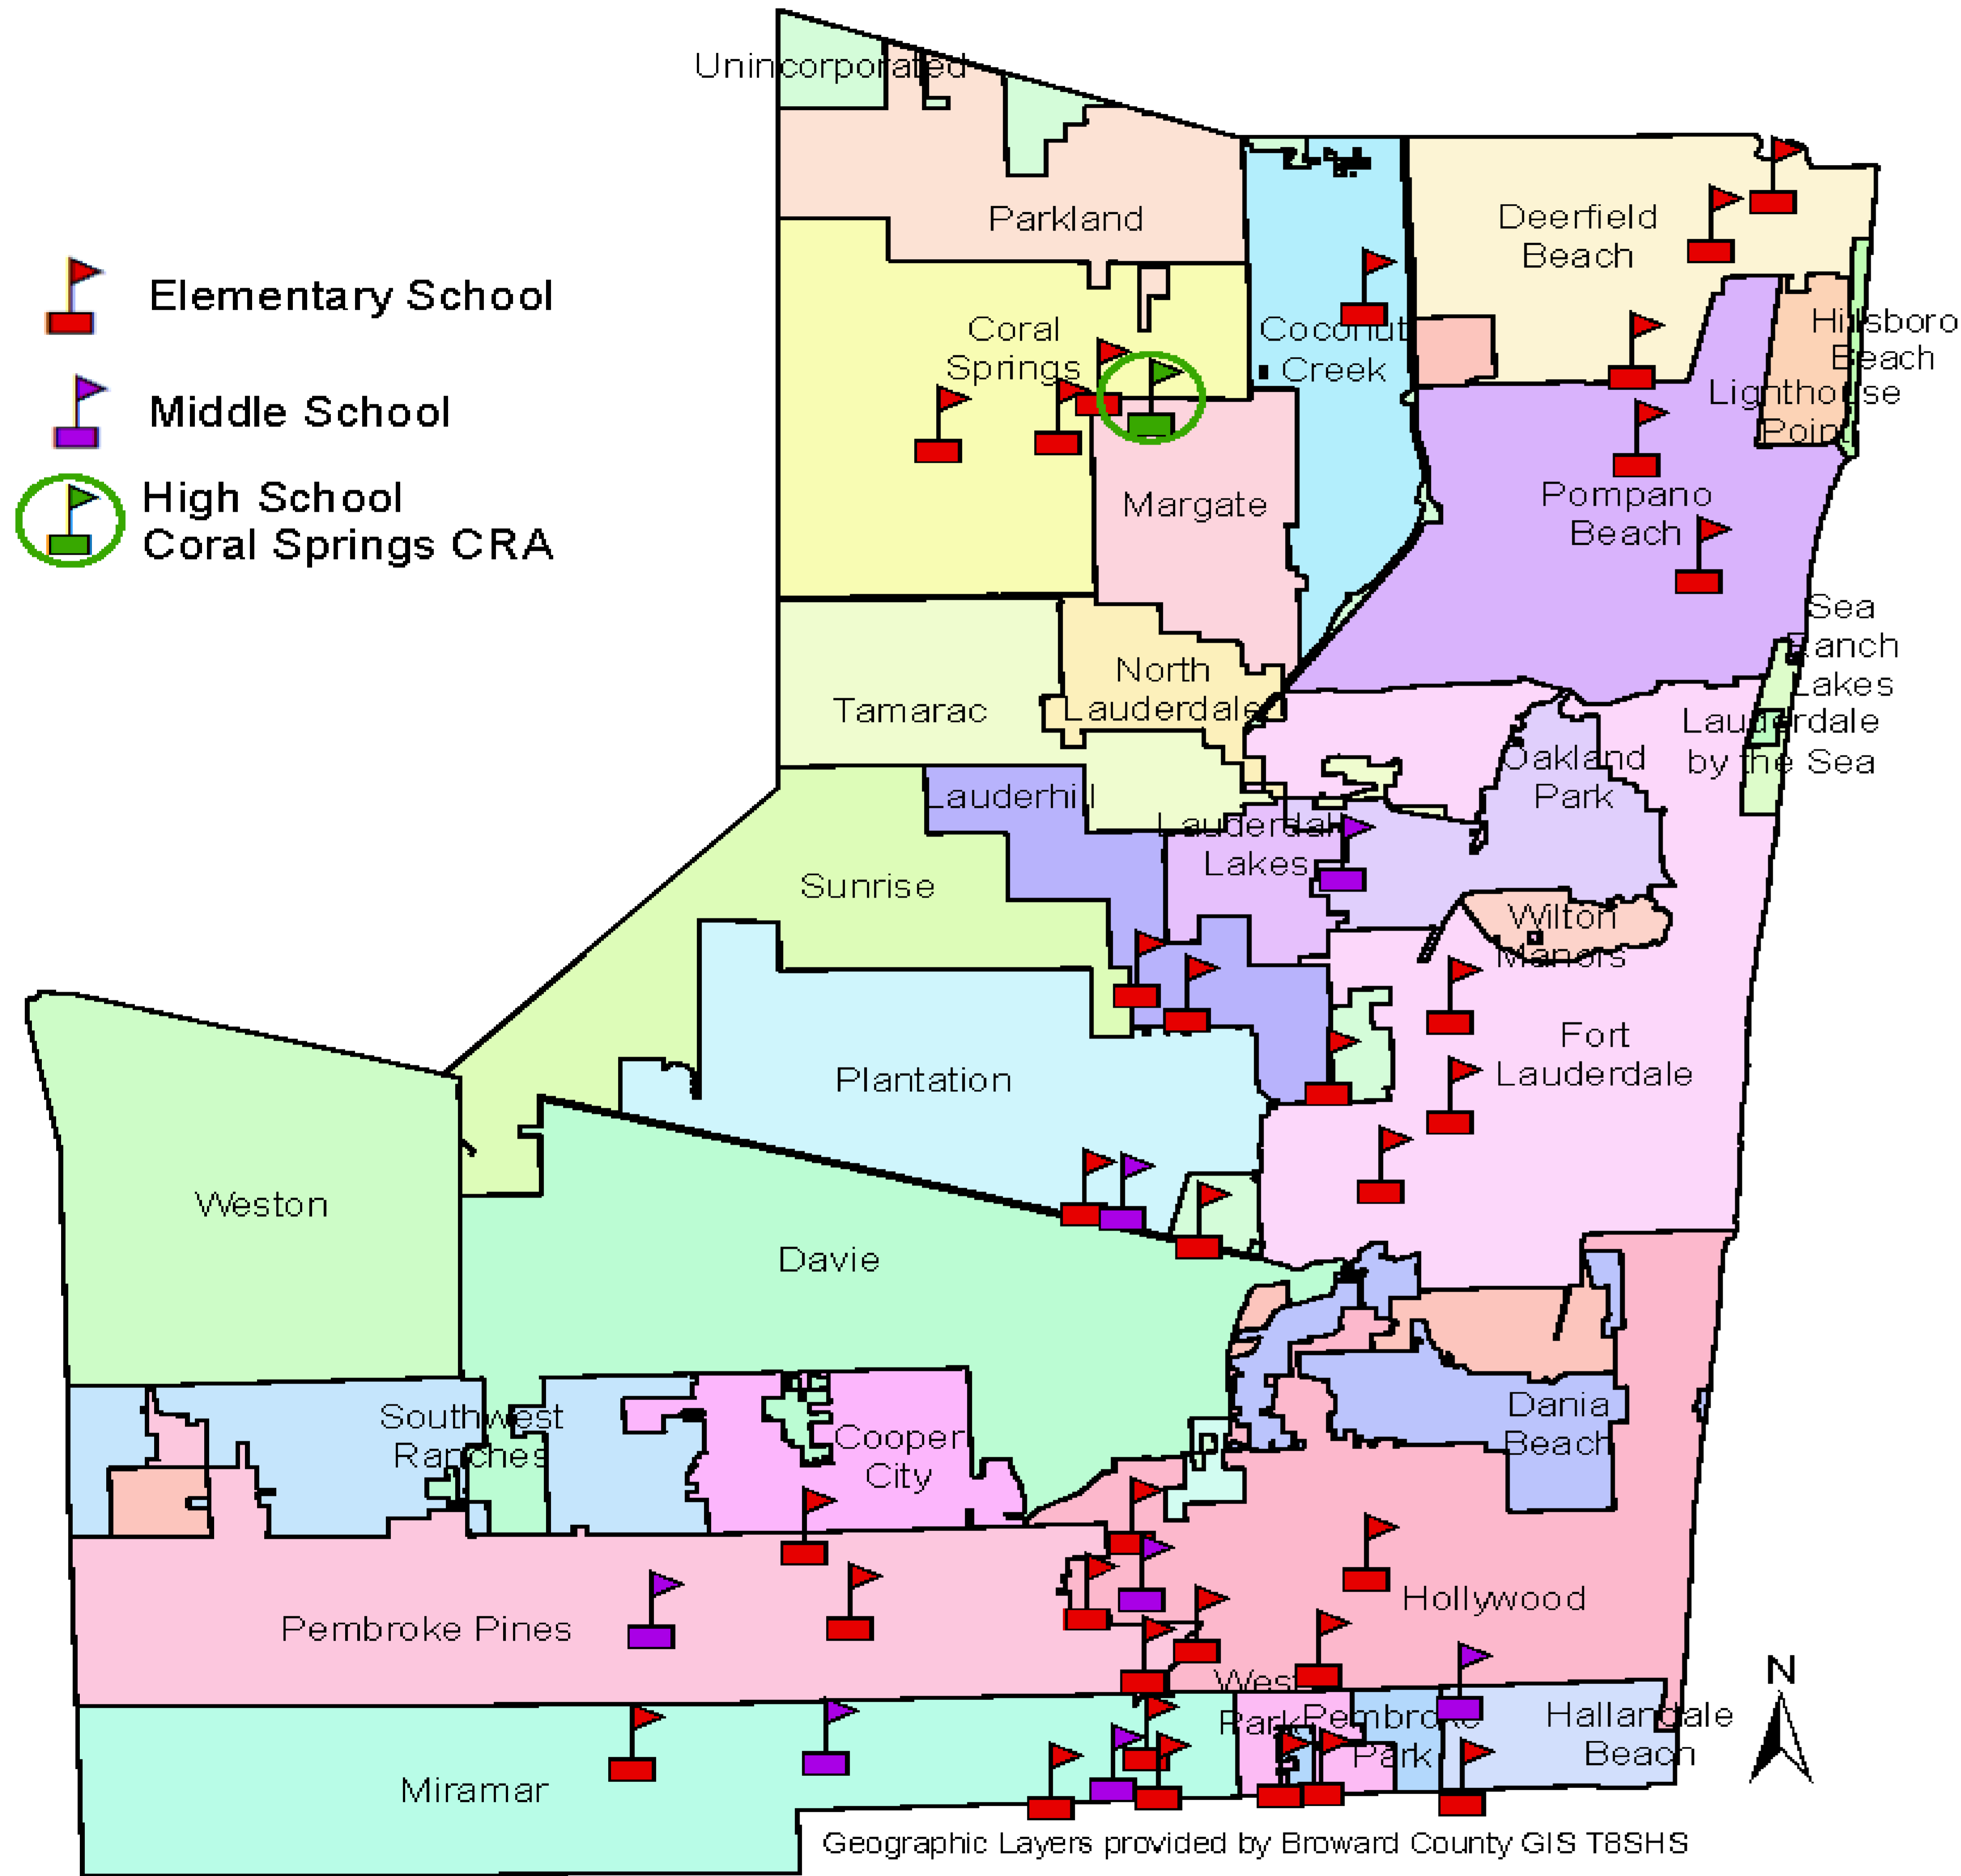 Unincorporated
Parkland
Deerfield
Beach
Elementary School
Middle School
High School
Coral Springs CRA
Coral
Springs
Coconut
Creek
Hillsboro
Beach
Lighthouse
Point
Margate
Pompano
Beach
Sea
Ranch
Lakes
Lauderdale
by the Sea
North
Lauderdale
Tamarac
Oakland
Park
Lauderhill
Lauderdale
Lakes
Sunrise
Wilton
Manors
Fort
Lauderdale
Plantation
Weston
Davie
Southwest
Ranches
Cooper
City
Dania
Beach
Hollywood
Pembroke Pines
West
Park
Pembroke
Park
Hallandale
Beach
Miramar
N
Geographic Layers provided by Broward County GIS T8SHS